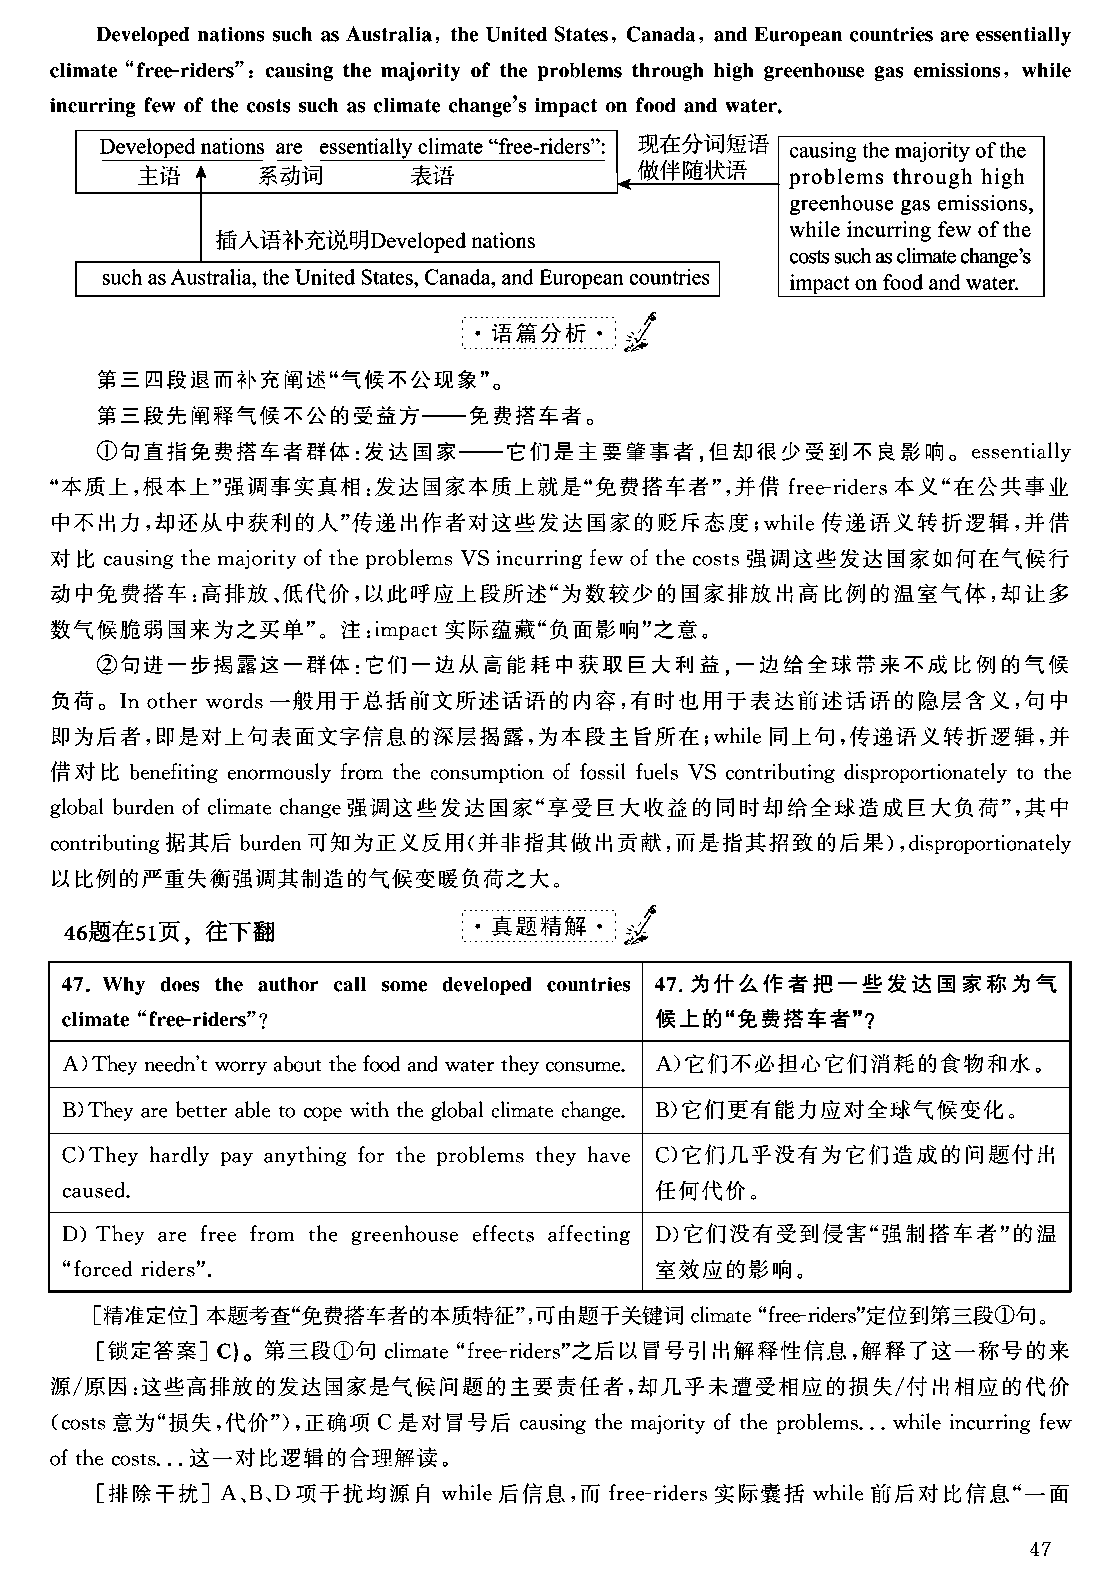 Developed nations such as Australia, the United States, Canada, and European countries are essentially
climate “free-riders”: causing the majority of the problems through high greenhouse gas emissions, while
incurring few of the costs such as climate change's impact on food and water.
Developed nations are essentially climate “free-riders”:
主语 系动词 表语
现在分词短语
做伴随状语
causing the majority of the
problems through high
greenhouse gas emissions,
while incurring few of the
costs such as climate change's
impact on food and water.
插入语补充说明Developed nations
such as Australia, the United States, Canada, and European countries
·语篇分析·
第三四段退而补充阐述“气候不公现象”。
第三段先阐释气候不公的受益方——免费搭车者。
①句直指免费搭车者群体:发达国家——它们是主要肇事者,但却很少受到不良影响。essentially
“本质上,根本上”强调事实真相:发达国家本质上就是“免费搭车者”,并借 free-riders 本义“在公共事业
中不出力,却还从中获利的人”传递出作者对这些发达国家的贬斥态度;while 传递语义转折逻辑,并借
对比 causing the majority of the problems VS incurring few of the costs 强调这些发达国家如何在气候行
动中免费搭车:高排放、低代价,以此呼应上段所述“为数较少的国家排放出高比例的温室气体,却让多
数气候脆弱国来为之买单”。注:impact 实际蕴藏“负面影响”之意。
②句进一步揭露这一群体:它们一边从高能耗中获取巨大利益,一边给全球带来不成比例的气候
负荷。In other words 一般用于总括前文所述话语的内容,有时也用于表达前述话语的隐层含义,句中
即为后者,即是对上句表面文字信息的深层揭露,为本段主旨所在;while 同上句,传递语义转折逻辑,并
借对比 benefiting enormously from the consumption of fossil fuels VS contributing disproportionately to the
global burden of climate change 强调这些发达国家“享受巨大收益的同时却给全球造成巨大负荷”,其中
contributing 据其后 burden 可知为正义反用(并非指其做出贡献,而是指其招致的后果),disproportionately
以比例的严重失衡强调其制造的气候变暖负荷之大。
46题在51页，往下翻
·真题精解·
47. Why does the author call some developed countries
climate “free-riders”?
47. 为什么作者把一些发达国家称为气
候上的“免费搭车者”?
A)They needn't worry about the food and water they consume.
A)它们不必担心它们消耗的食物和水。
B)They are better able to cope with the global climate change.
B)它们更有能力应对全球气候变化。
C)They hardly pay anything for the problems they have
caused.
C)它们几乎没有为它们造成的问题付出
任何代价。
D) They are free from the greenhouse effects affecting
“forced riders”.
D)它们没有受到侵害“强制搭车者”的温
室效应的影响。
[精准定位] 本题考查“免费搭车者的本质特征”,可由题干关键词 climate “free-riders”定位到第三段①句。
[锁定答案] C)。第三段①句 climate “free-riders”之后以冒号引出解释性信息,解释了这一称号的来
源/原因:这些高排放的发达国家是气候问题的主要责任者,却几乎未遭受相应的损失/付出相应的代价
(costs 意为“损失,代价”),正确项 C 是对冒号后 causing the majority of the problems... while incurring few
of the costs... 这一对比逻辑的合理解读。
[排除干扰] A、B、D 项干扰均源自 while 后信息,而 free-riders 实际囊括 while 前后对比信息“一面
47